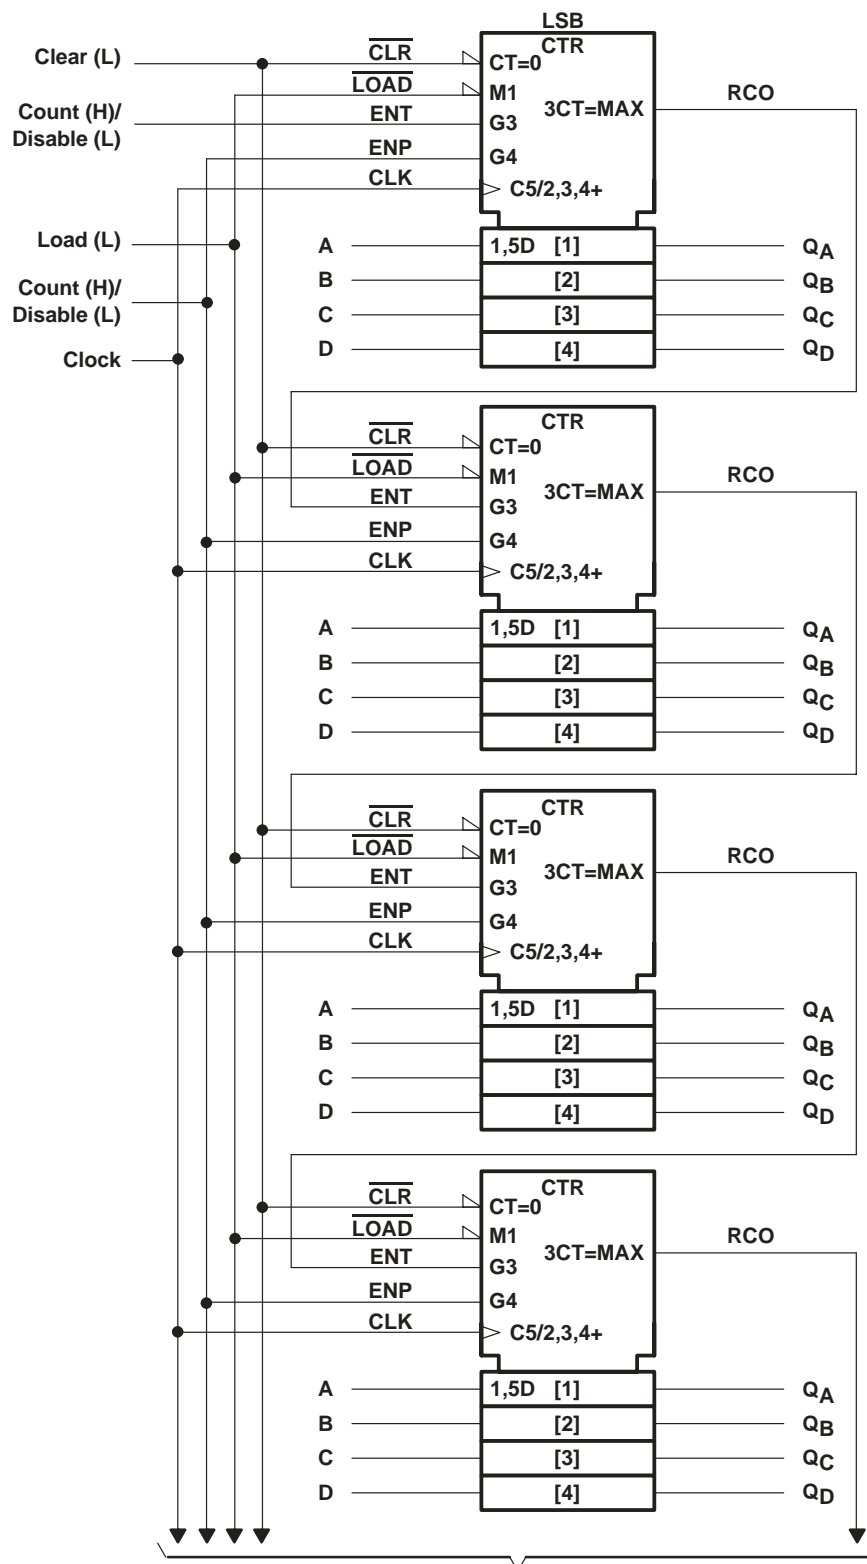 LSB
Clear (L)
CLR
CT=0
CTR
LOAD
M1
3CT=MAX
RCO
Count (H)/
Disable (L)
ENT
G3
ENP
G4
CLK
C5/2,3,4+
Load (L)
A
1,5D [1]
QA
Count (H)/
Disable (L)
B
[2]
QB
C
[3]
QC
Clock
D
[4]
QD
CTR
CLR
CT=0
LOAD
M1
3CT=MAX
RCO
ENT
G3
ENP
G4
CLK
C5/2,3,4+
A
1,5D [1]
QA
B
[2]
QB
C
[3]
QC
D
[4]
QD
CTR
CLR
CT=0
LOAD
M1
3CT=MAX
RCO
ENT
G3
ENP
G4
CLK
C5/2,3,4+
A
1,5D [1]
QA
B
[2]
QB
C
[3]
QC
D
[4]
QD
CTR
CLR
CT=0
LOAD
M1
3CT=MAX
RCO
ENT
G3
ENP
G4
CLK
C5/2,3,4+
A
1,5D [1]
QA
B
[2]
QB
C
[3]
QC
D
[4]
QD